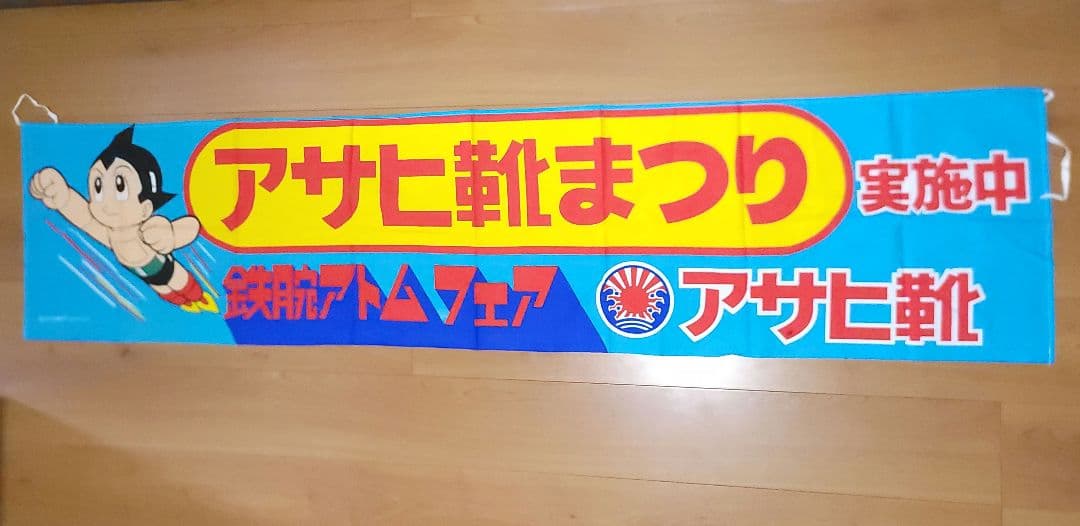 アサヒ靴まつり
実施中
鉄腕アトムフェア
アサヒ靴